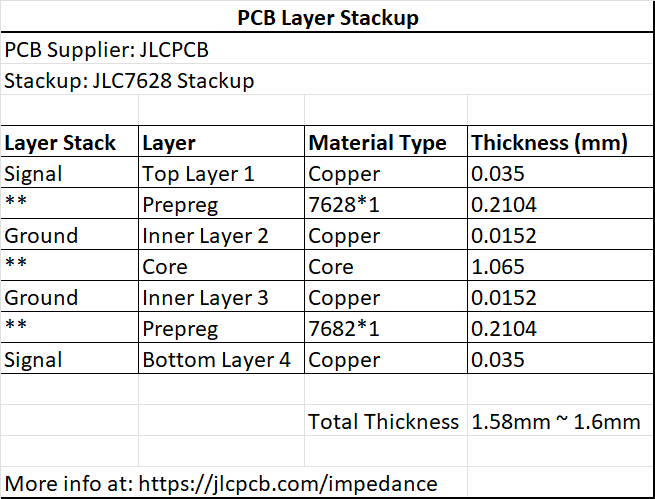 PCB Layer Stackup
PCB Supplier: JLCPCB
Stackup: JLC7628 Stackup
Layer Stack Layer Material Type Thickness (mm)
Signal Top Layer 1 Copper 0.035
** Prepreg 7628*1 0.2104
Ground Inner Layer 2 Copper 0.0152
** Core Core 1.065
Ground Inner Layer 3 Copper 0.0152
** Prepreg 7682*1 0.2104
Signal Bottom Layer 4 Copper 0.035
Total Thickness 1.58mm ~ 1.6mm
More info at: https://jlcpcb.com/impedance